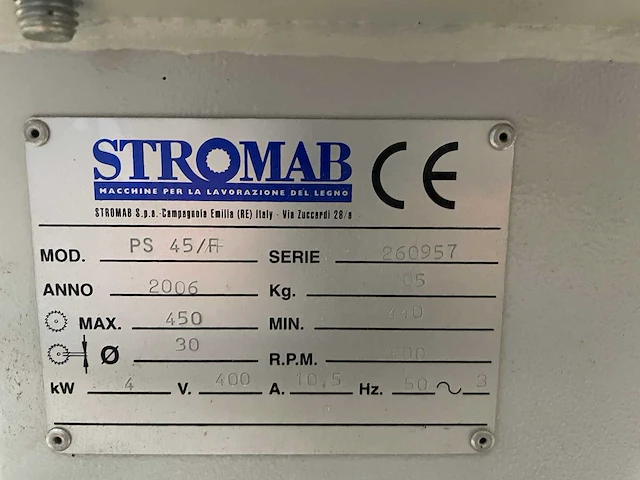 STROMAB CE
MACCHINE PER LA LAVORAZIONE DEL LEGNO
STROMAB S.p.a.-Campagnola Emilia (RE) Italy - Via Zuccardi 28/a
MOD. PS 45/F SERIE 260957
ANNO 2006 Kg.
MAX. 450 MIN.
Ø 30 R.P.M.
kW 4 V. 400 A. 10,5 Hz. 50 ~ 3